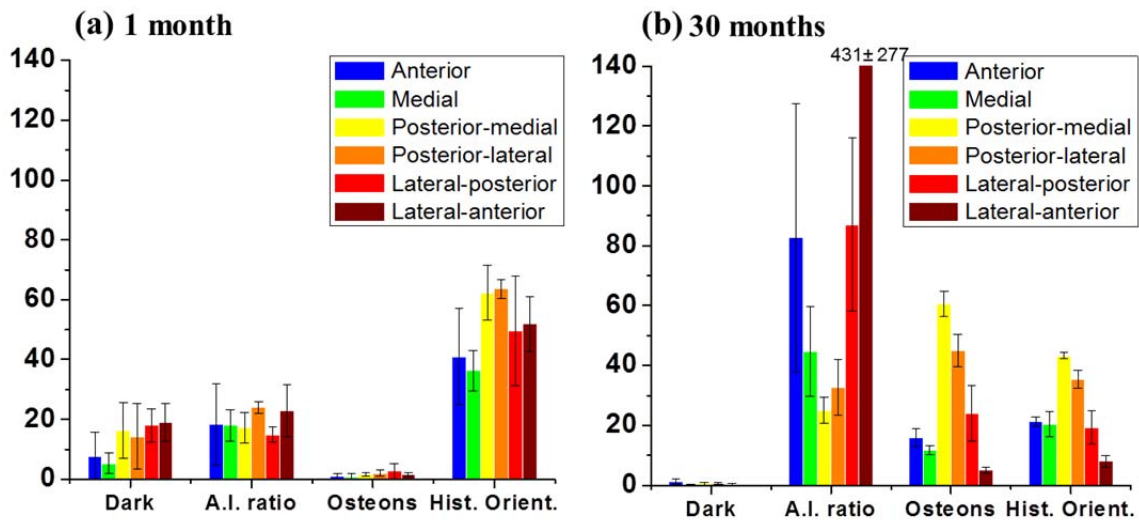 (a) 1 month
140
120
100
80
60
40
20
0
Anterior
Medial
Posterior-medial
Posterior-lateral
Lateral-posterior
Lateral-anterior
Dark A.I. ratio Osteons Hist. Orient.
(b) 30 months
431± 277
140
120
100
80
60
40
20
0
Anterior
Medial
Posterior-medial
Posterior-lateral
Lateral-posterior
Lateral-anterior
Dark A.I. ratio Osteons Hist. Orient.